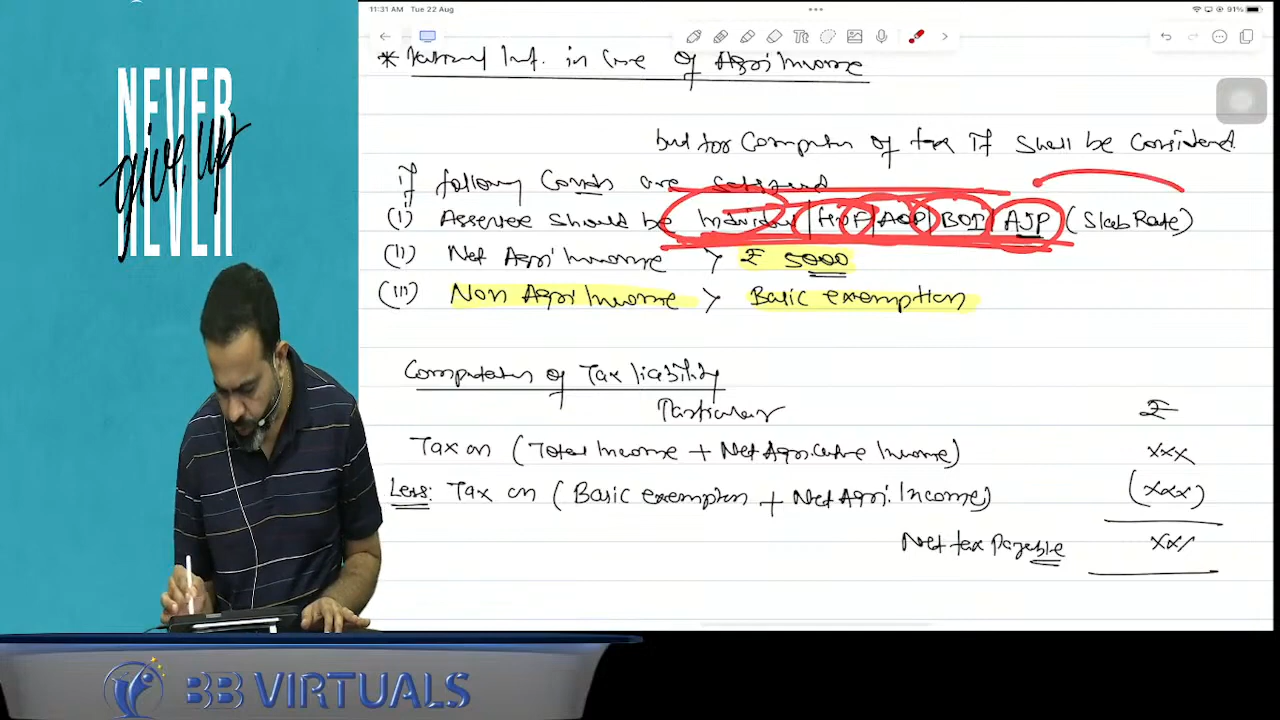 11:31 AM Tue 22 Aug
91%
NEVER
give up
NEVER
* in Case of Agri Income
but for Computn of tax it shall be Considered.
If following Conds are satisfied
(i) Assessee should be Individual | HUF | AOP | BOI | AJP (Slab Rate)
(ii) Net Agri Income > ₹ 5000
(iii) Non Agri Income > Basic exemption
Computation of Tax liability
Particulars ₹
Tax on (Total Income + Net Agriculture Income) xxx
Less: Tax on (Basic exemption + Net Agri. Income) (xxx)
Net tax Payable xxx
BB VIRTUALS